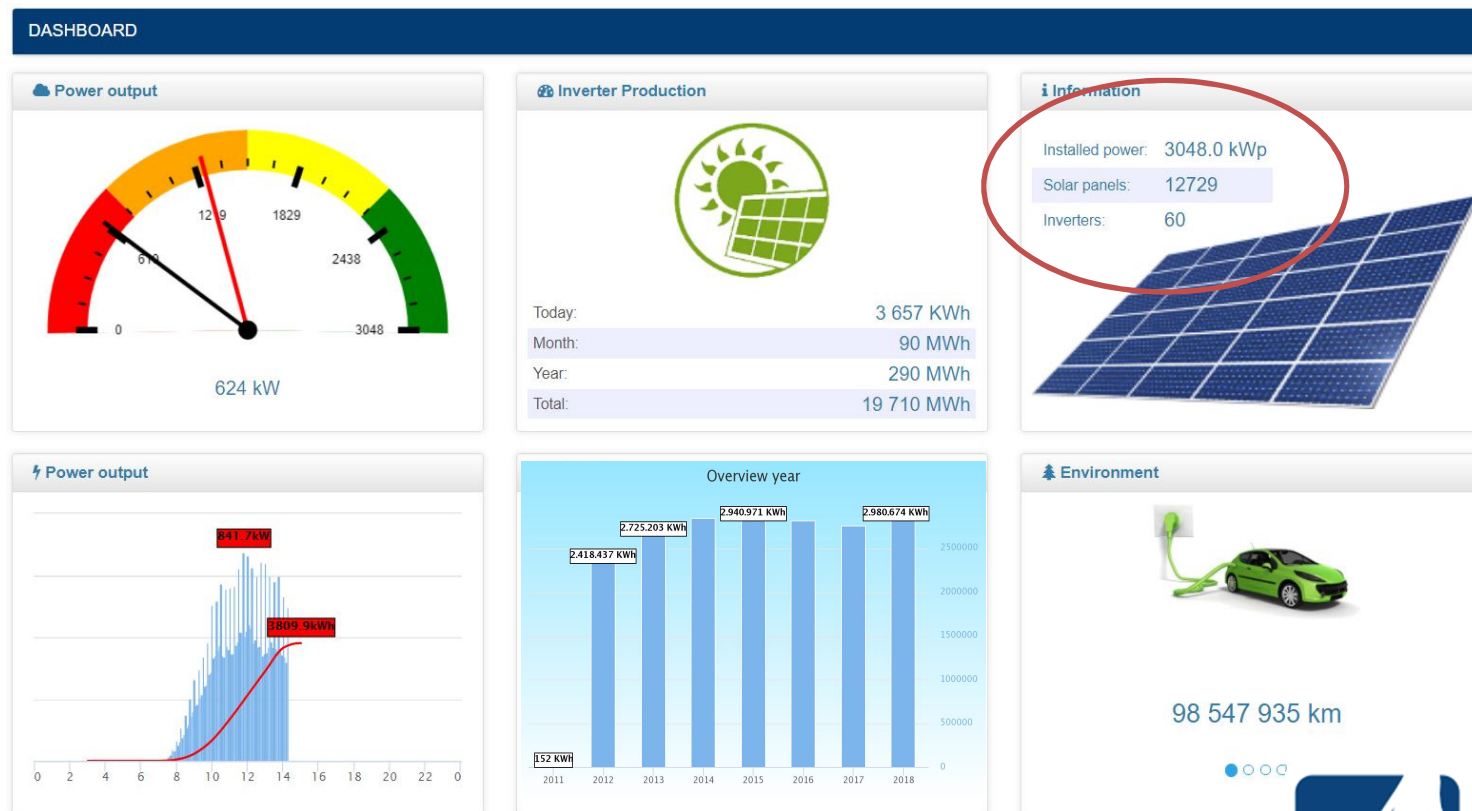 DASHBOARD
Power output
1829
2438
0
3048
624 kW
Inverter Production
Today: 3 657 KWh
Month: 90 MWh
Year: 290 MWh
Total: 19 710 MWh
i Information
Installed power: 3048.0 kWp
Solar panels: 12729
Inverters: 60
Power output
841.7kW
3809.9kWh
0 2 4 6 8 10 12 14 16 18 20 22 0
Overview year
2.940.971 KWh
2.980.674 KWh
2.725.203 KWh
2.418.437 KWh
152 KWh
2500000
2000000
1500000
1000000
500000
0
2011 2012 2013 2014 2015 2016 2017 2018
Environment
98 547 935 km